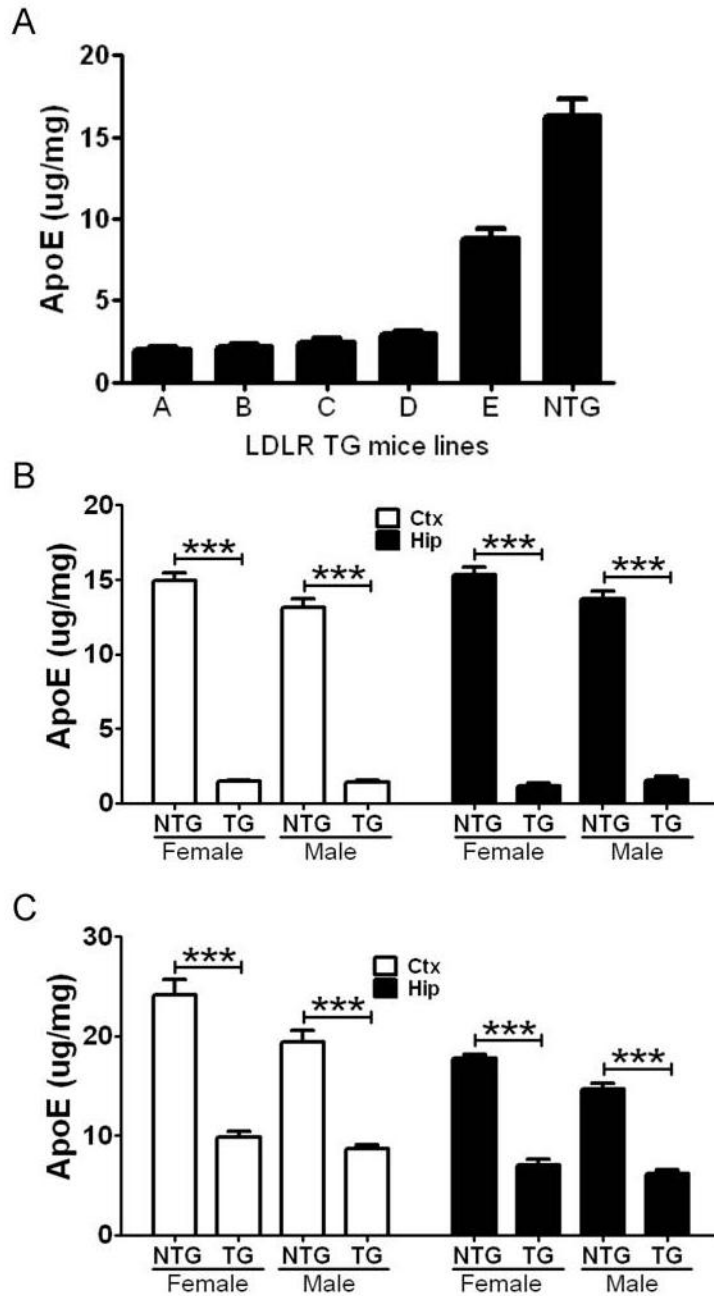 A
ApoE (ug/mg)
20
15
10
5
0
A B C D E NTG
LDLR TG mice lines
B
ApoE (ug/mg)
20
15
10
5
0
Ctx
Hip
*** *** *** ***
NTG TG NTG TG NTG TG NTG TG
Female Male Female Male
C
ApoE (ug/mg)
30
20
10
0
Ctx
Hip
*** *** *** ***
NTG TG NTG TG NTG TG NTG TG
Female Male Female Male